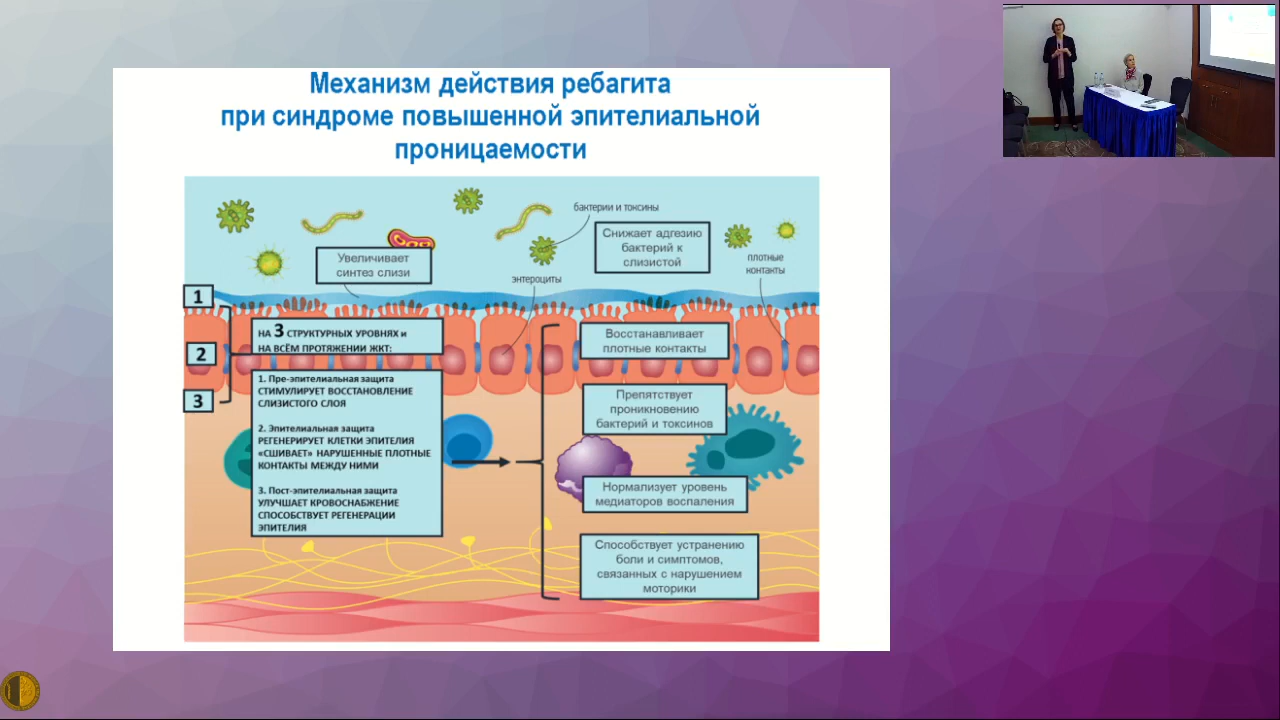 Механизм действия ребагита
при синдроме повышенной эпителиальной
проницаемости
бактерии и токсины
Снижает адгезию
бактерий к
слизистой
Увеличивает
синтез слизи
энтероциты
плотные
контакты
1
2
3
НА 3 СТРУКТУРНЫХ УРОВНЯХ и
НА ВСЁМ ПРОТЯЖЕНИИ ЖКТ:
1. Пре-эпителиальная защита
СТИМУЛИРУЕТ ВОССТАНОВЛЕНИЕ
СЛИЗИСТОГО СЛОЯ
2. Эпителиальная защита
РЕГЕНЕРИРУЕТ КЛЕТКИ ЭПИТЕЛИЯ
«СШИВАЕТ» НАРУШЕННЫЕ ПЛОТНЫЕ
КОНТАКТЫ МЕЖДУ НИМИ
3. Пост-эпителиальная защита
УЛУЧШАЕТ КРОВОСНАБЖЕНИЕ
СПОСОБСТВУЕТ РЕГЕНЕРАЦИИ
ЭПИТЕЛИЯ
Восстанавливает
плотные контакты
Препятствует
проникновению
бактерий и токсинов
Нормализует уровень
медиаторов воспаления
Способствует устранению
боли и симптомов,
связанных с нарушением
моторики